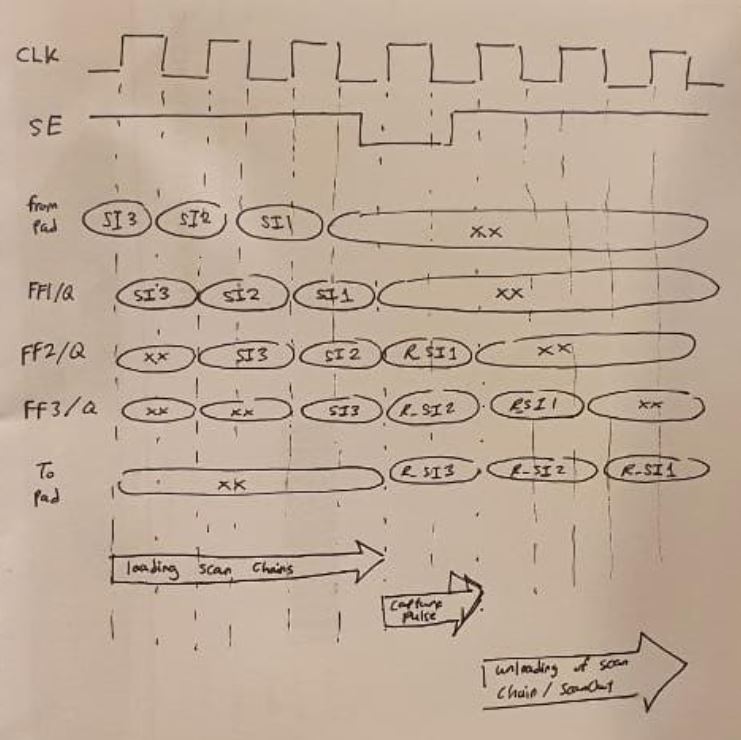 CLK
SE
from
Pad
SI3 SI2 SI1 xx
FF1/Q SI3 SI2 SI1 xx
FF2/Q xx SI3 SI2 R_SI1 xx
FF3/Q xx xx SI3 R_SI2 RSI1 xx
To
Pad
xx R_SI3 R_SI2 R_SI1
loading scan chains
capture
pulse
unloading of scan
chain / scanout